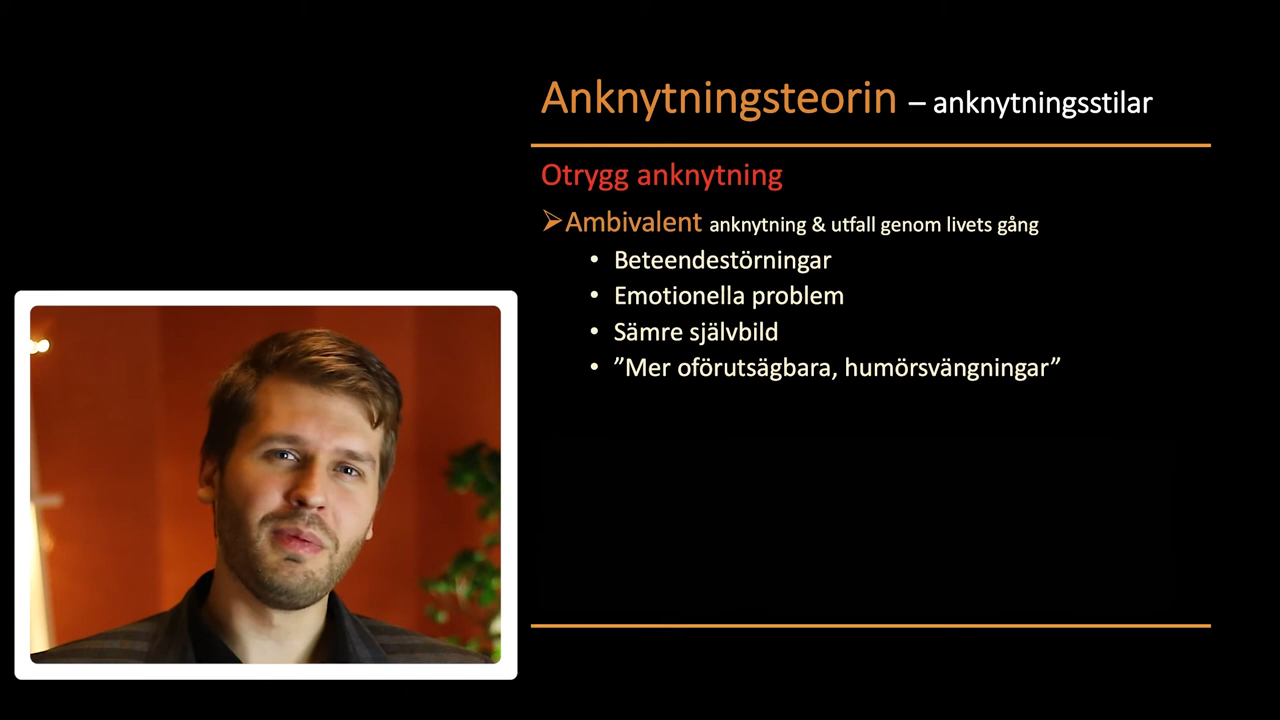 Anknytningsteorin – anknytningsstilar
Otrygg anknytning
Ambivalent anknytning & utfall genom livets gång
• Beteendestörningar
• Emotionella problem
• Sämre självbild
• ”Mer oförutsägbara, humörsvängningar”